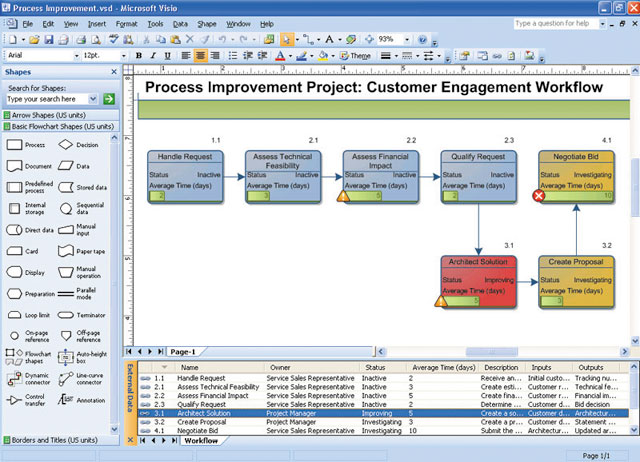 Process Improvement.vsd - Microsoft Visio
File Edit View Insert Format Tools Data Shape Window Help
Type a question for help
93%
Arial 12pt. Theme
Shapes
Search for Shapes:
Type your search here
Arrow Shapes (US units)
Basic Flowchart Shapes (US units)
Process Decision
Document Data
Predefined process Stored data
Internal storage Sequential data
Direct data Manual input
Card Paper tape
Display Manual operation
Preparation Parallel mode
Loop limit Terminator
On-page reference Off-page reference
Flowchart shapes Auto-height box
Dynamic connector Line-curve connector
Control transfer Annotation
Borders and Titles (US units)
Process Improvement Project: Customer Engagement Workflow
1.1 2.1 2.2 2.3 4.1
Handle Request
Status Inactive
Average Time (days)
2
Assess Technical
Feasibility
Status Inactive
Average Time (days)
3
Assess Financial
Impact
Status Inactive
Average Time (days)
5
Qualify Request
Status Inactive
Average Time (days)
2
Negotiate Bid
Status Investigating
Average Time (days)
10
3.1 3.2
Architect Solution
Status Improving
Average Time (days)
5
Create Proposal
Status Investigating
Average Time (days)
3
Page-1
External Data
Name Owner Status Average Time (days) Description Inputs Outputs
1.1 Handle Request Service Sales Representative Inactive 2 Receive an... Initial custo... Tracking nu...
2.1 Assess Technical Feasibility Service Sales Representative Inactive 3 Create esti... Customer r... Technical f...
2.2 Assess Financial Impact Service Sales Representative Inactive 5 Create esti... Customer r... Financial im...
2.3 Qualify Request Service Sales Representative Inactive 2 Determine ... Customer d... Bid decision
3.1 Architect Solution Project Manager Improving 5 Create a so... Customer d... Architectur...
3.2 Create Proposal Project Manager Investigating 3 Create a pr... Customer d... Statement ...
4.1 Negotiate Bid Service Sales Representative Investigating 10 Submit the ... Architectur... Updated ar...
Workflow
Page 1/1